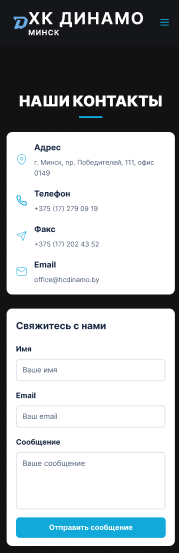 ХК ДИНАМО
МИНСК
НАШИ КОНТАКТЫ
Адрес
г. Минск, пр. Победителей, 111, офис
0149
Телефон
+375 (17) 279 09 19
Факс
+375 (17) 202 43 52
Email
office@hcdinamo.by
Свяжитесь с нами
Имя
Ваше имя
Email
Ваш email
Сообщение
Ваше сообщение
Отправить сообщение